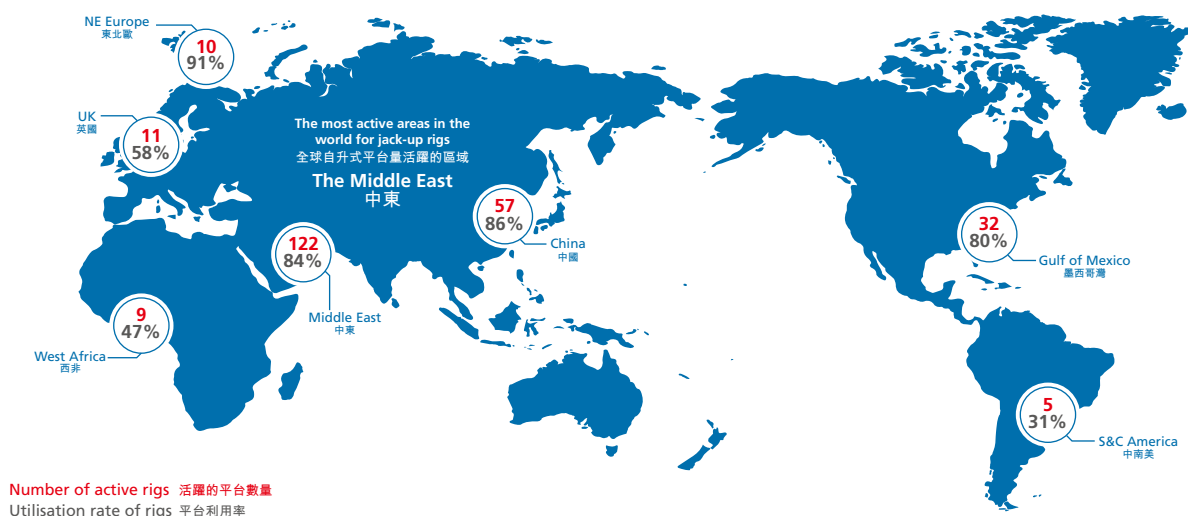 NE Europe
東北歐
10
91%
UK
英國
11
58%
The most active areas in the
world for jack-up rigs
全球自升式平台量活躍的區域
The Middle East
中東
57
86%
China
中國
32
80%
Gulf of Mexico
墨西哥灣
122
84%
Middle East
中東
9
47%
West Africa
西非
5
31%
S&C America
中南美
Number of active rigs 活躍的平台數量
Utilisation rate of rigs 平台利用率